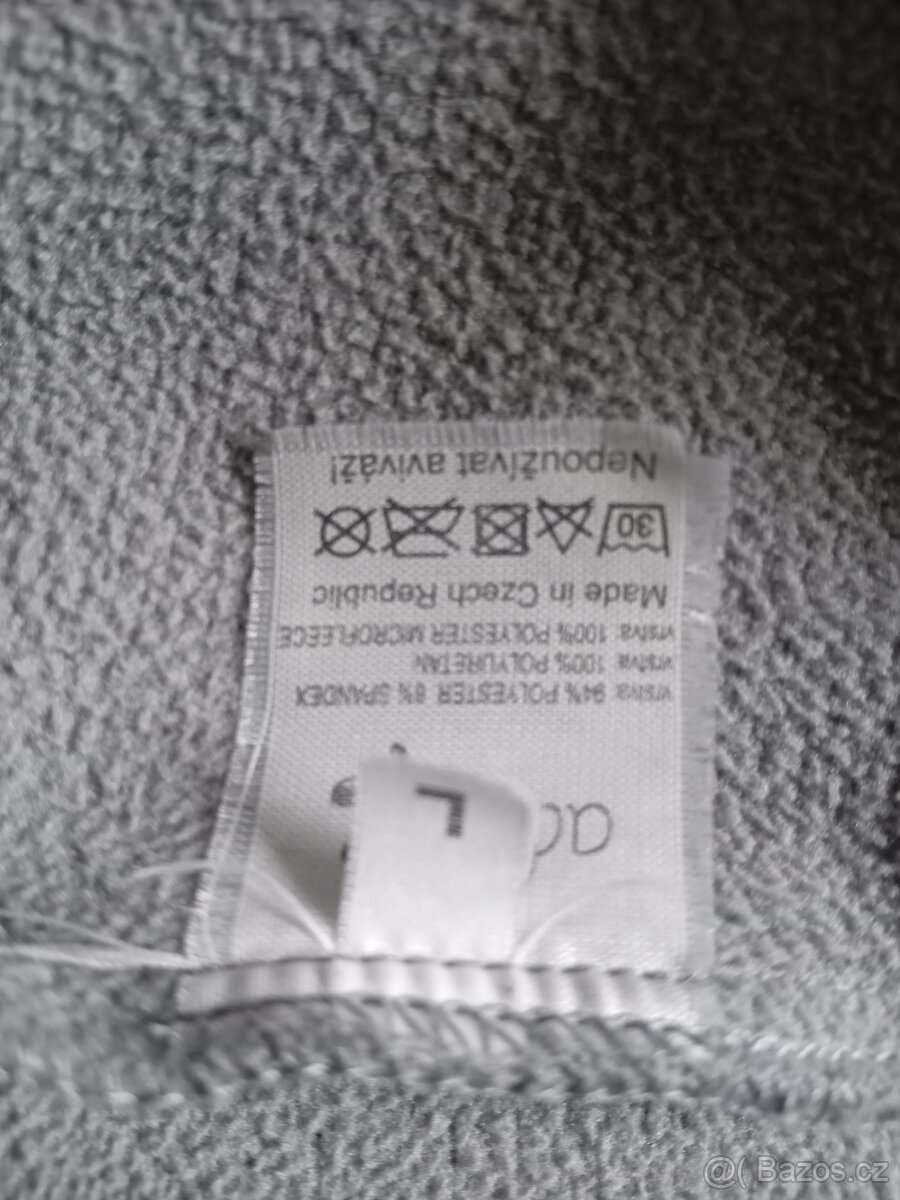 L
vrstva: 94% POLYESTER 8% SPANDEX
vrstva: 100% POLYURETAN
vrstva: 100% POLYESTER MICROFLEECE
Made in Czech Republic
30
Nepoužívat aviváž!
@( Bazos.cz